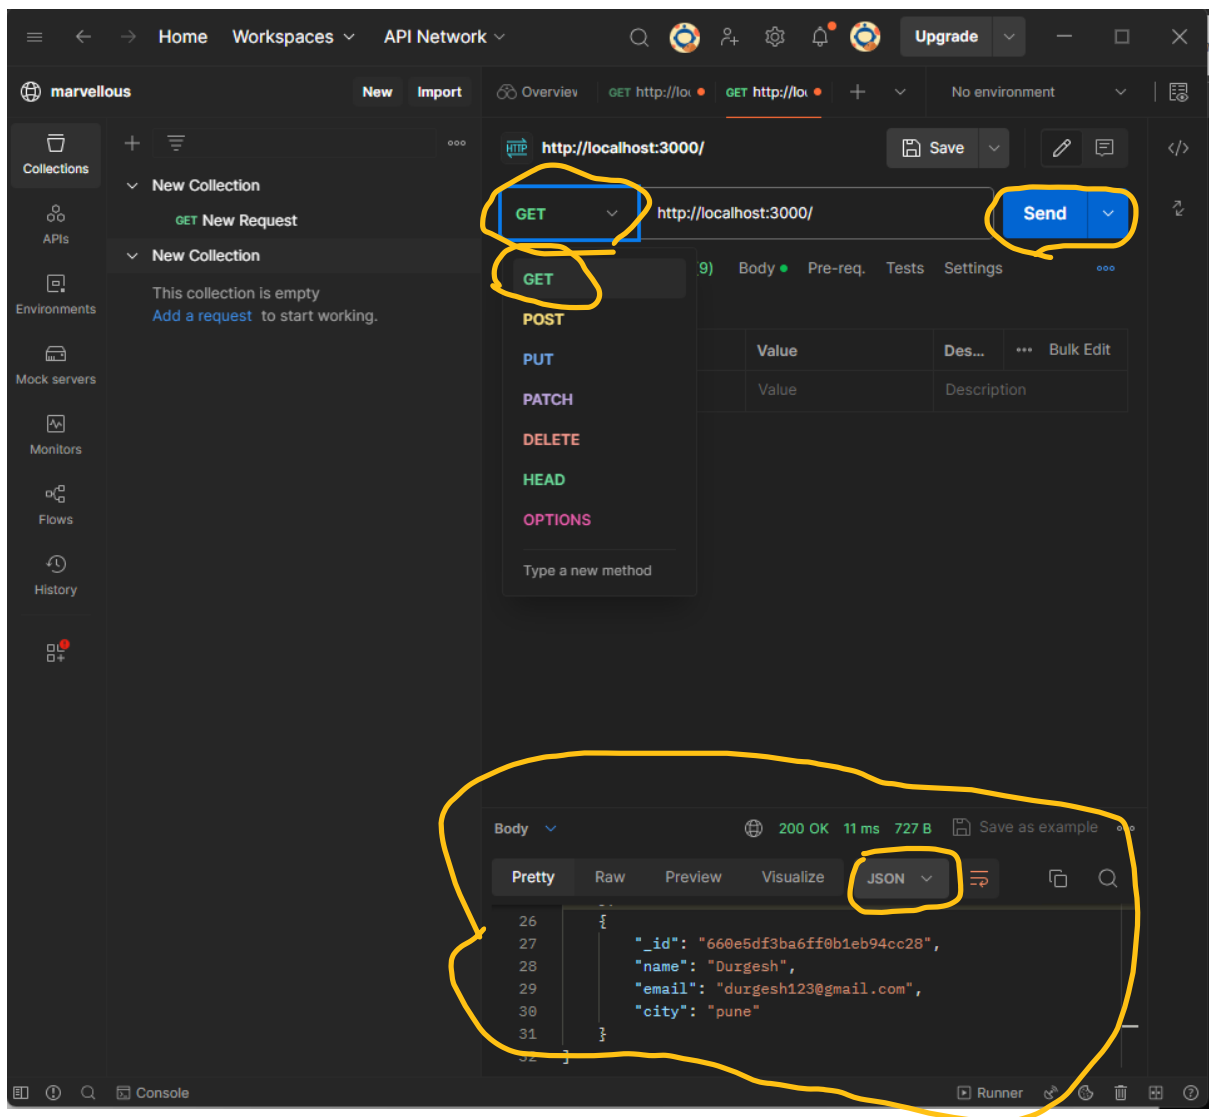 Home Workspaces API Network Upgrade
marvellous New Import
Overview GET http://lo GET http://lo No environment
Collections
APIs
Environments
Mock servers
Monitors
Flows
History
New Collection
GET New Request
New Collection
This collection is empty
Add a request to start working.
HTTP http://localhost:3000/ Save
GET http://localhost:3000/ Send
9) Body Pre-req. Tests Settings
GET
POST
PUT
PATCH
DELETE
HEAD
OPTIONS
Type a new method
Value Des... Bulk Edit
Value Description
Body 200 OK 11 ms 727 B Save as example
Pretty Raw Preview Visualize JSON
26 {
27 "_id": "660e5df3ba6ff0b1eb94cc28",
28 "name": "Durgesh",
29 "email": "durgesh123@gmail.com",
30 "city": "pune"
31 }
32 ]
Console Runner